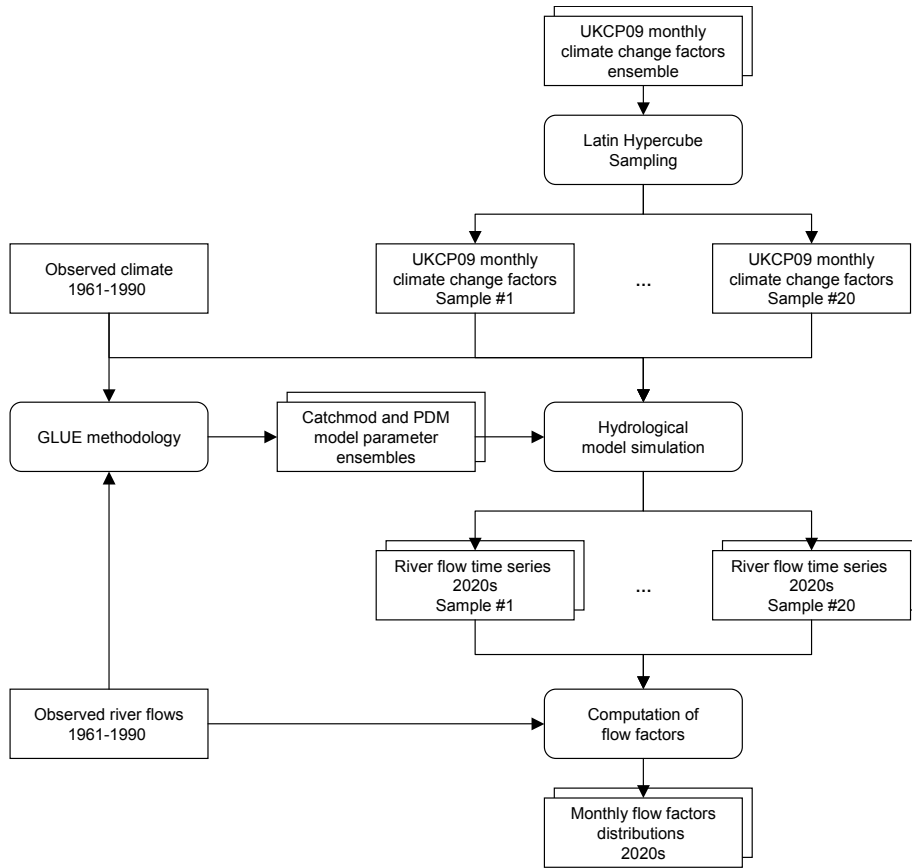 UKCP09 monthly
climate change factors
ensemble
Latin Hypercube
Sampling
Observed climate
1961-1990
UKCP09 monthly
climate change factors
Sample #1
...
UKCP09 monthly
climate change factors
Sample #20
GLUE methodology
Catchmod and PDM
model parameter
ensembles
Hydrological
model simulation
River flow time series
2020s
Sample #1
...
River flow time series
2020s
Sample #20
Observed river flows
1961-1990
Computation of
flow factors
Monthly flow factors
distributions
2020s